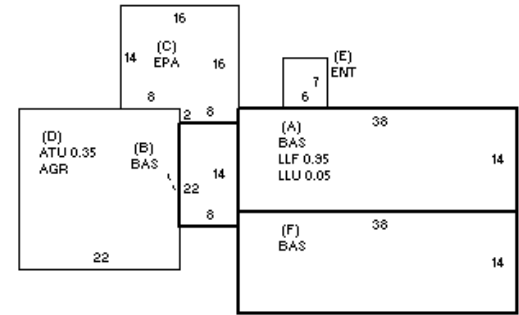 16
(C)
EPA
14
16
8
(E)
ENT
7
6
2
8
38
(A)
BAS
LLF 0.95
LLU 0.05
14
(D)
ATU 0.35
AGR
(B)
BAS
14
22
8
22
38
(F)
BAS
14